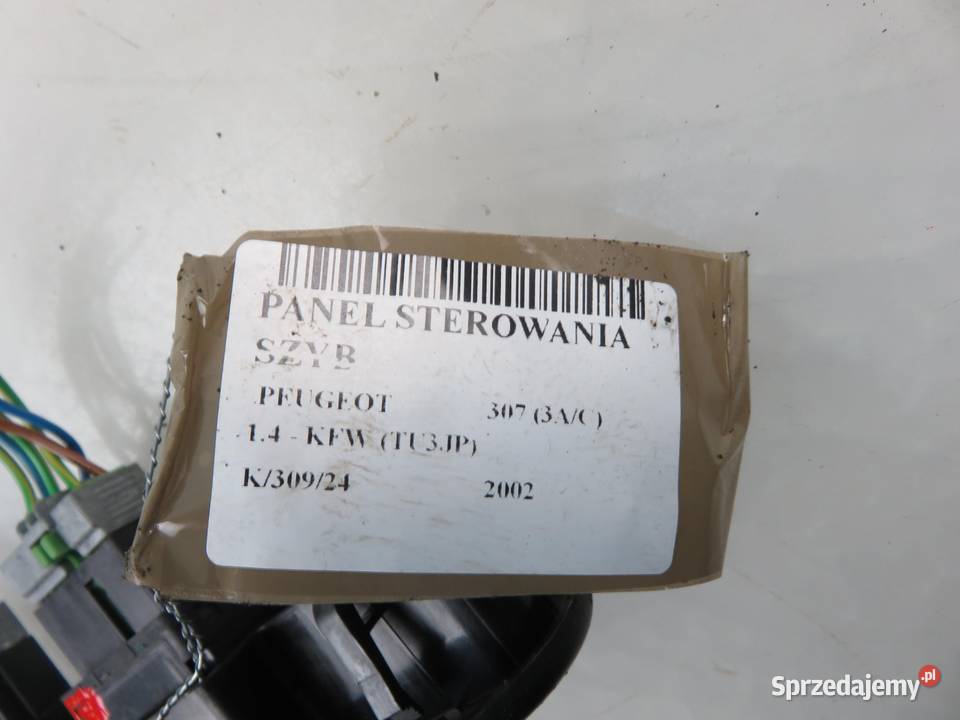 PANEL STEROWANIA
SZYB
PEUGEOT 307 (3A/C)
1.4 - KFW (TU3JP)
K/309/24 2002
Sprzedajemy.pl